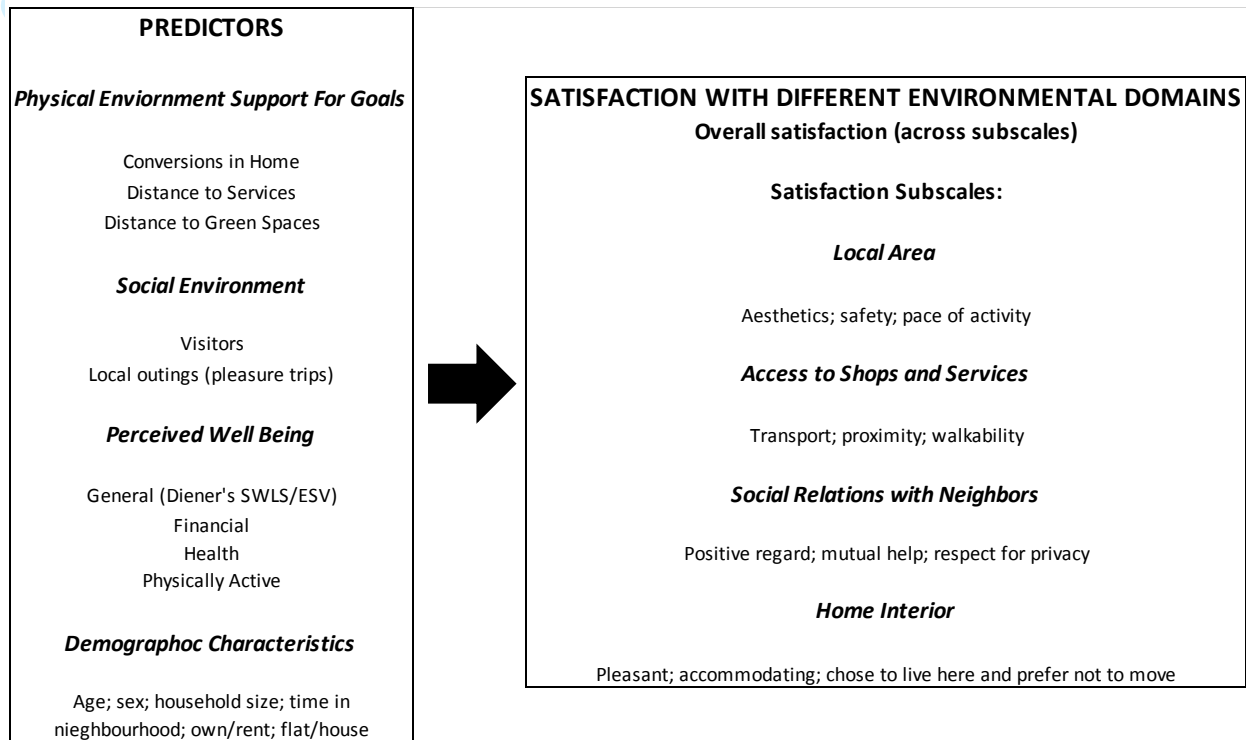 PREDICTORS
Physical Enviornment Support For Goals
Conversions in Home
Distance to Services
Distance to Green Spaces
Social Environment
Visitors
Local outings (pleasure trips)
Perceived Well Being
General (Diener's SWLS/ESV)
Financial
Health
Physically Active
Demographoc Characteristics
Age; sex; household size; time in
nieghbourhood; own/rent; flat/house
SATISFACTION WITH DIFFERENT ENVIRONMENTAL DOMAINS
Overall satisfaction (across subscales)
Satisfaction Subscales:
Local Area
Aesthetics; safety; pace of activity
Access to Shops and Services
Transport; proximity; walkability
Social Relations with Neighbors
Positive regard; mutual help; respect for privacy
Home Interior
Pleasant; accommodating; chose to live here and prefer not to move